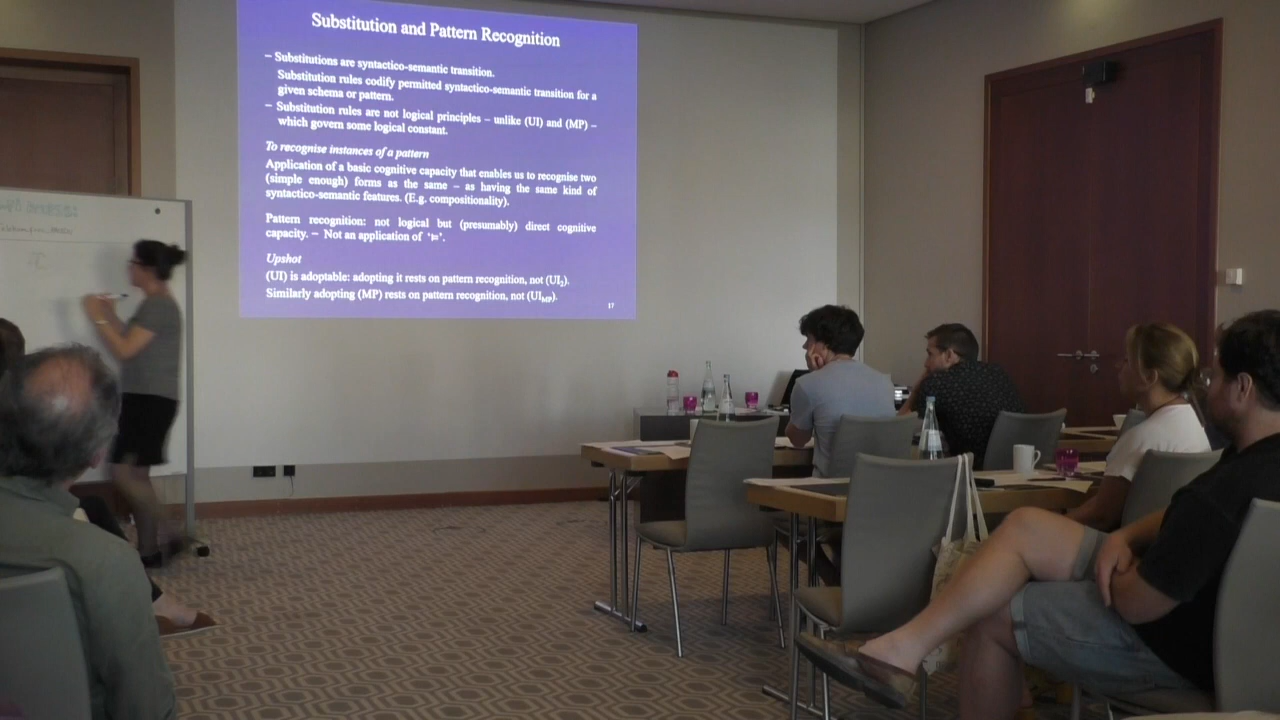 Substitution and Pattern Recognition
– Substitutions are syntactico-semantic transition.
Substitution rules codify permitted syntactico-semantic transition for a
given schema or pattern.
– Substitution rules are not logical principles – unlike (UI) and (MP) –
which govern some logical constant.
To recognise instances of a pattern
Application of a basic cognitive capacity that enables us to recognise two
(simple enough) forms as the same – as having the same kind of
syntactico-semantic features. (E.g. compositionality).
Pattern recognition: not logical but (presumably) direct cognitive
capacity. – Not an application of '⊨'.
Upshot
(UI) is adoptable: adopting it rests on pattern recognition, not (UI₂).
Similarly adopting (MP) rests on pattern recognition, not (UI_MP).
17